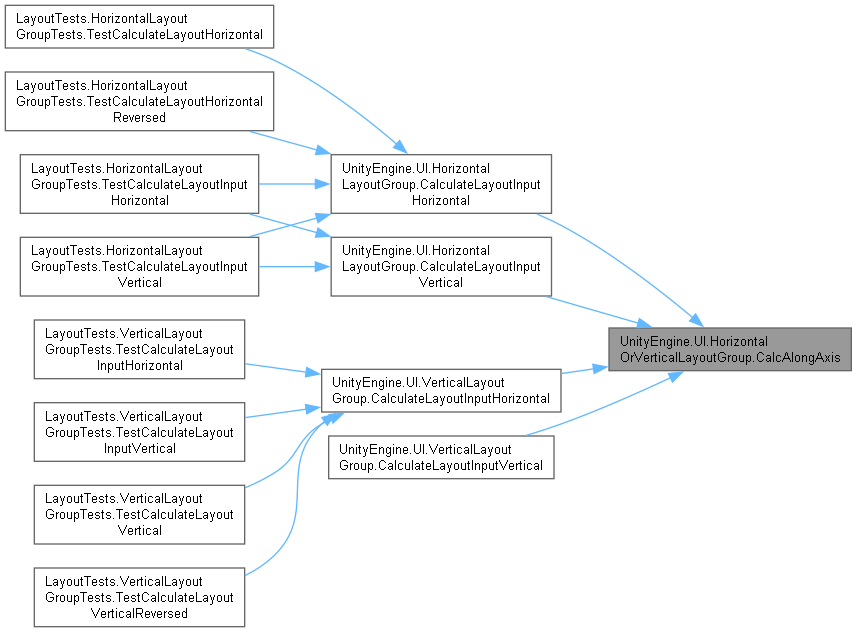 LayoutTests.HorizontalLayout
GroupTests.TestCalculateLayoutHorizontal
LayoutTests.HorizontalLayout
GroupTests.TestCalculateLayoutHorizontal
Reversed
LayoutTests.HorizontalLayout
GroupTests.TestCalculateLayoutInput
Horizontal
LayoutTests.HorizontalLayout
GroupTests.TestCalculateLayoutInput
Vertical
LayoutTests.VerticalLayout
GroupTests.TestCalculateLayout
InputHorizontal
LayoutTests.VerticalLayout
GroupTests.TestCalculateLayout
InputVertical
LayoutTests.VerticalLayout
GroupTests.TestCalculateLayout
Vertical
LayoutTests.VerticalLayout
GroupTests.TestCalculateLayout
VerticalReversed
UnityEngine.UI.Horizontal
LayoutGroup.CalculateLayoutInput
Horizontal
UnityEngine.UI.Horizontal
LayoutGroup.CalculateLayoutInput
Vertical
UnityEngine.UI.VerticalLayout
Group.CalculateLayoutInputHorizontal
UnityEngine.UI.VerticalLayout
Group.CalculateLayoutInputVertical
UnityEngine.UI.Horizontal
OrVerticalLayoutGroup.CalcAlongAxis